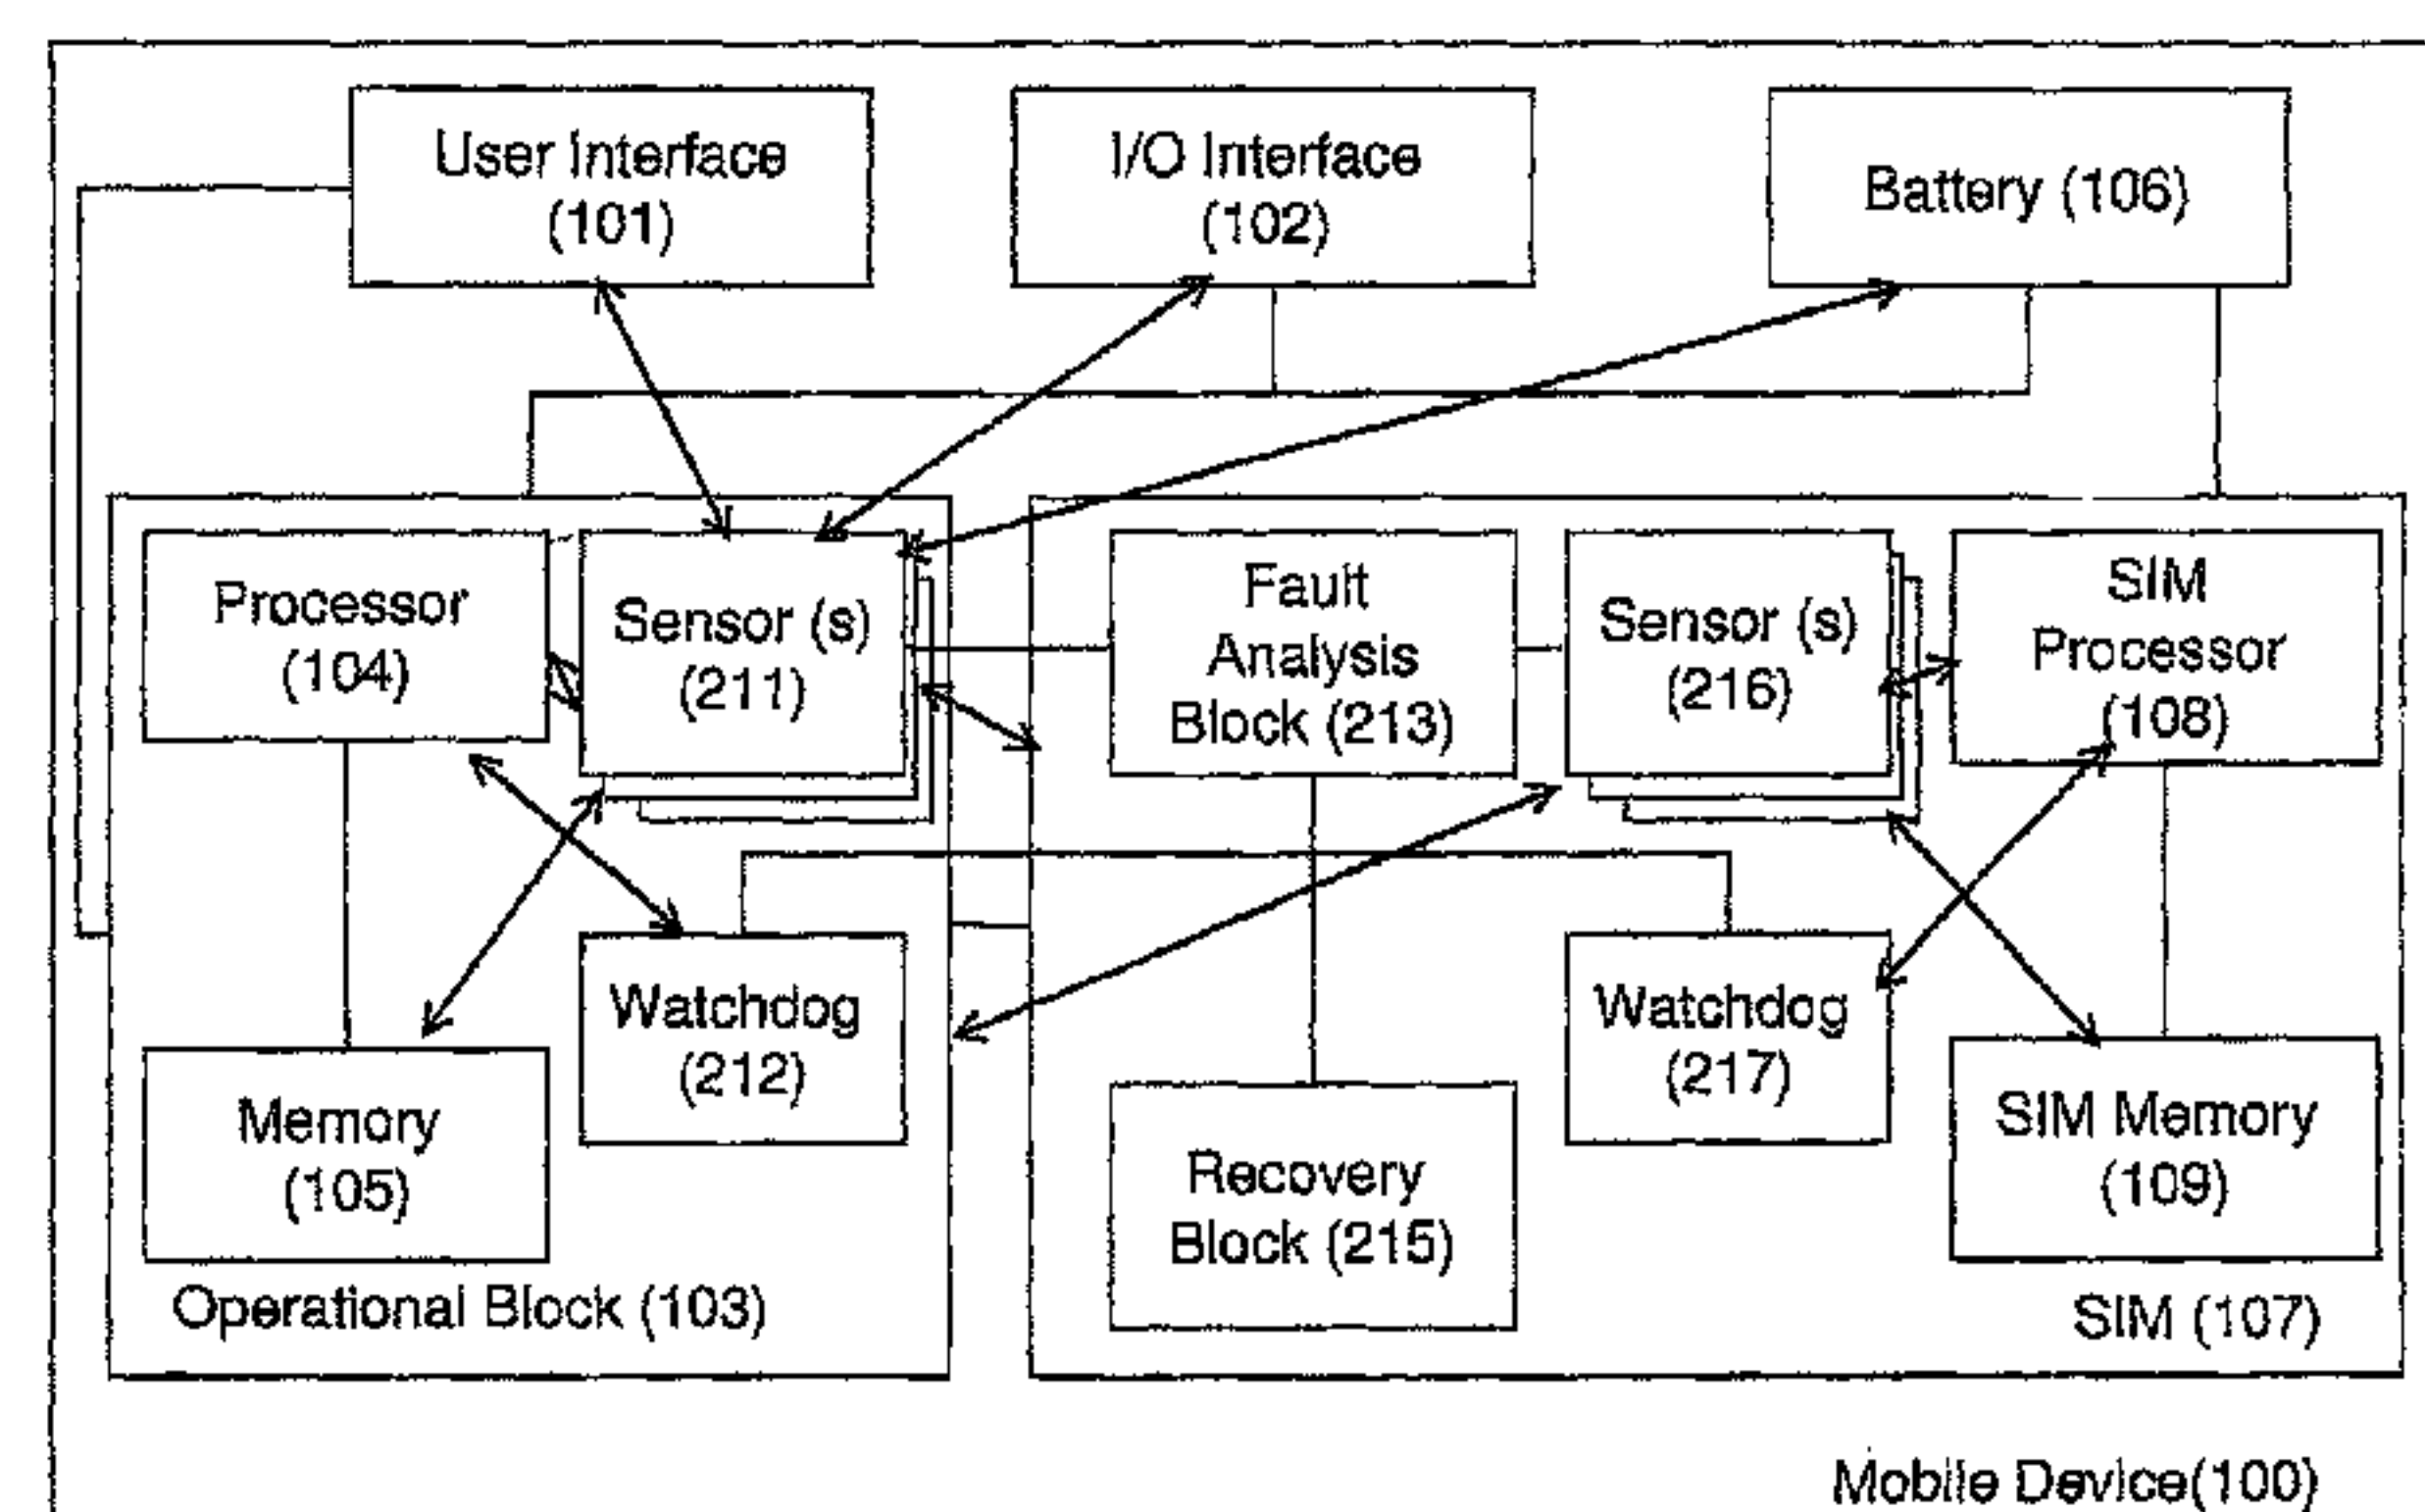 User Interface
(101)
I/O Interface
(102)
Battery (106)
Processor
(104)
Sensor (s)
(211)
Fault
Analysis
Block (213)
Sensor (s)
(216)
SIM
Processor
(108)
Memory
(105)
Watchdog
(212)
Recovery
Block (215)
Watchdog
(217)
SIM Memory
(109)
Operational Block (103)
SIM (107)
Mobile Device(100)